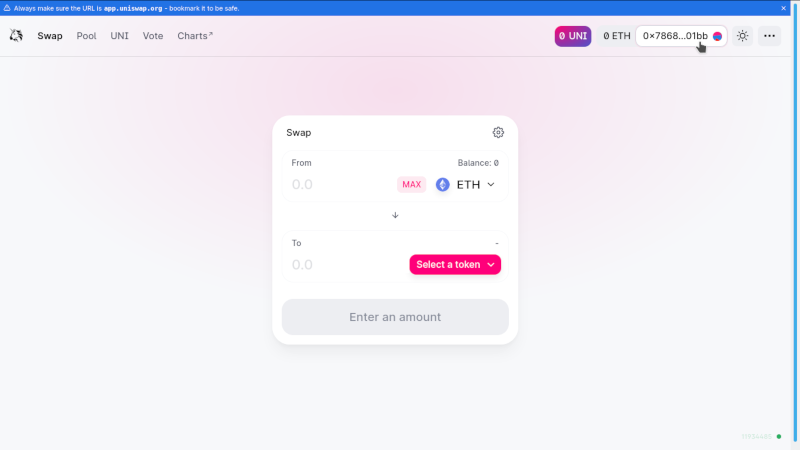 Always make sure the URL is app.uniswap.org - bookmark it to be safe.
Swap Pool UNI Vote Charts↗ 0 UNI 0 ETH 0x7868...01bb
Swap
From Balance: 0
0.0 MAX ETH
To -
0.0 Select a token
Enter an amount